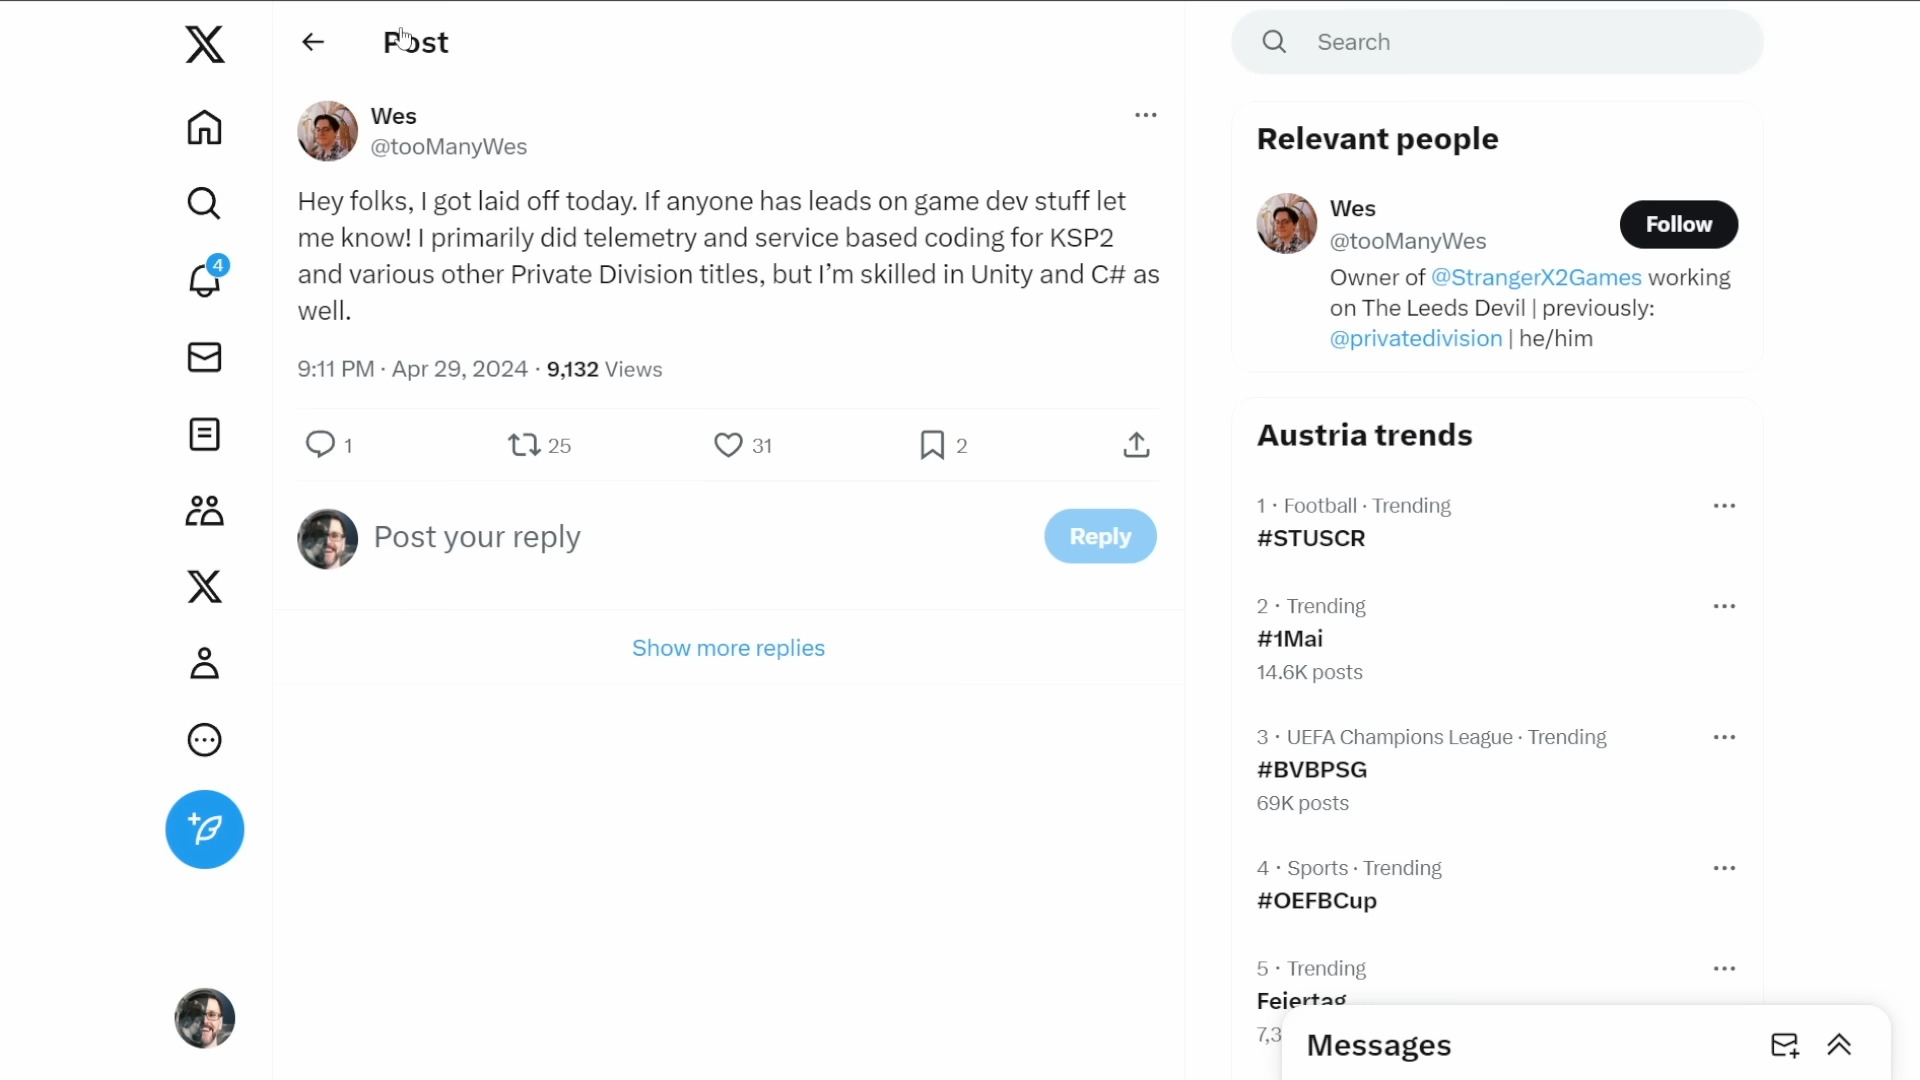 Post
Wes
@tooManyWes
Hey folks, I got laid off today. If anyone has leads on game dev stuff let
me know! I primarily did telemetry and service based coding for KSP2
and various other Private Division titles, but I’m skilled in Unity and C# as
well.
9:11 PM · Apr 29, 2024 · 9,132 Views
1 25 31 2
Post your reply
Reply
Show more replies
4
Search
Relevant people
Wes
@tooManyWes
Follow
Owner of @StrangerX2Games working
on The Leeds Devil | previously:
@privatedivision | he/him
Austria trends
1 · Football · Trending
#STUSCR
2 · Trending
#1Mai
14.6K posts
3 · UEFA Champions League · Trending
#BVBPSG
69K posts
4 · Sports · Trending
#OEFBCup
5 · Trending
Feiertag
7,3
Messages